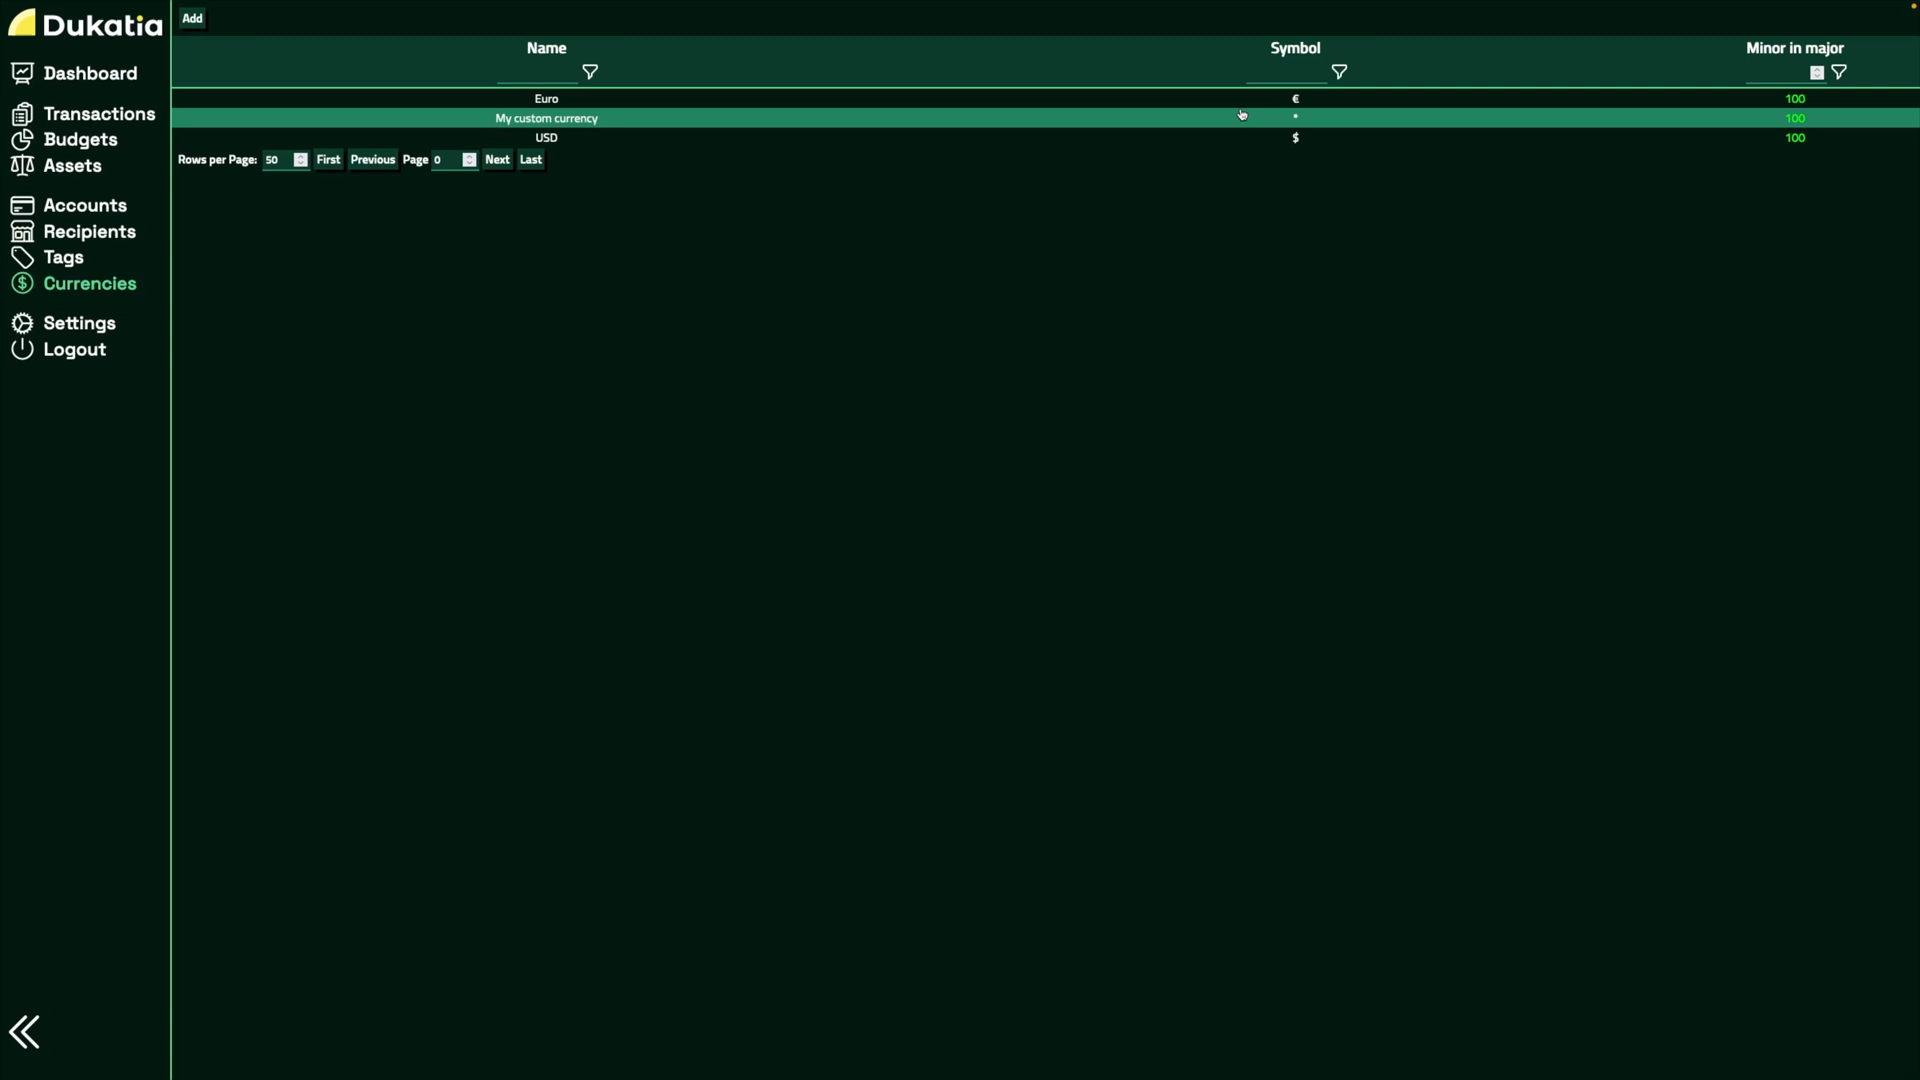 Dukatia
Dashboard
Transactions
Budgets
Assets
Accounts
Recipients
Tags
Currencies
Settings
Logout
Add
Name Symbol Minor in major
Euro € 100
My custom currency * 100
USD $ 100
Rows per Page: 50 First Previous Page 0 Next Last